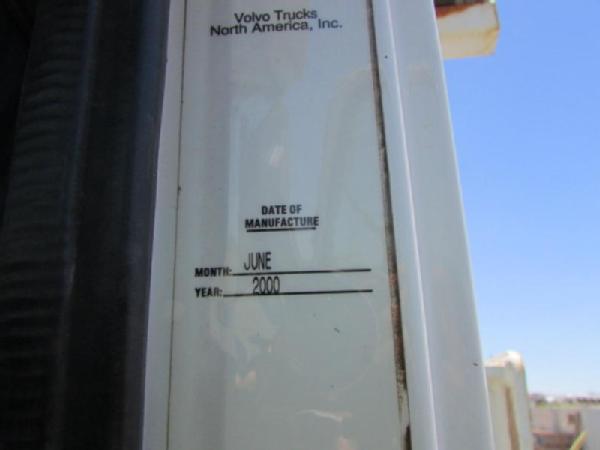 Volvo Trucks
North America, Inc.
DATE OF
MANUFACTURE
MONTH: JUNE
YEAR: 2000